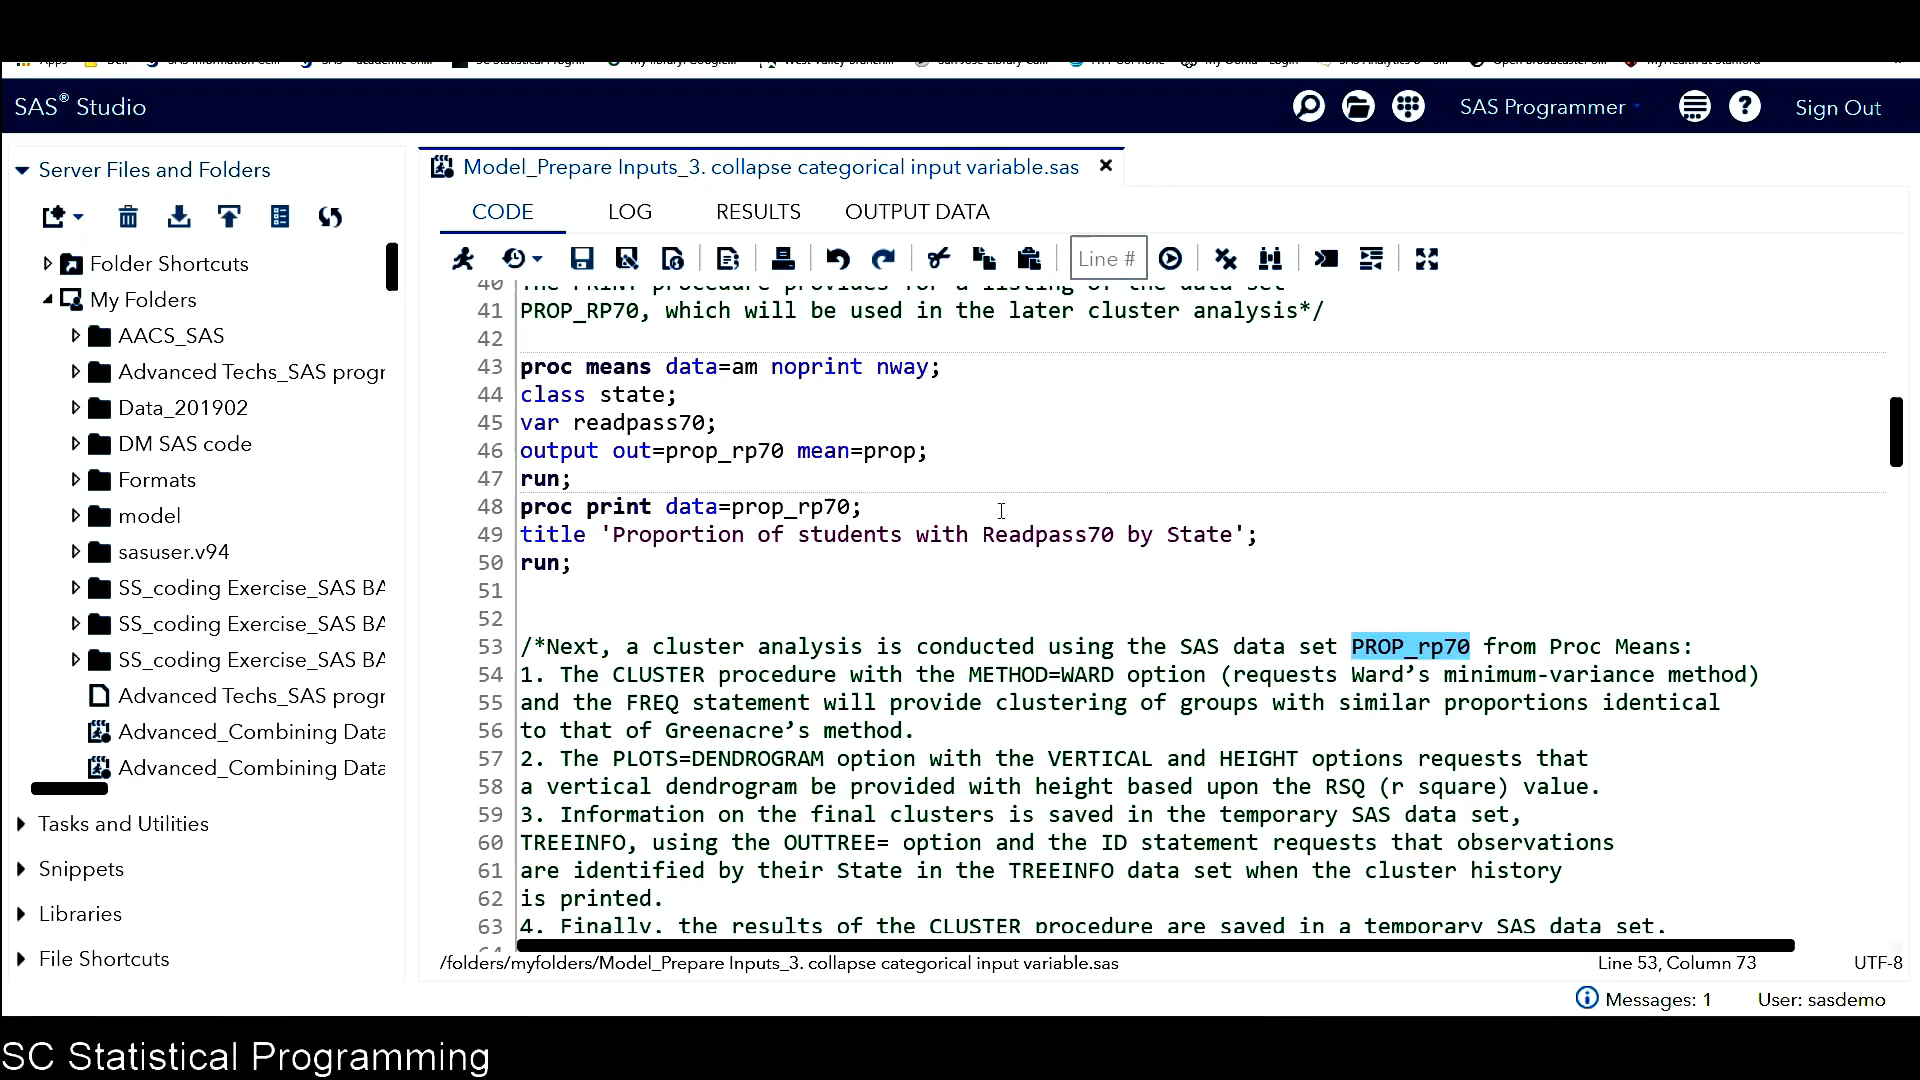 SAS® Studio
SAS Programmer
Sign Out
Server Files and Folders
Folder Shortcuts
My Folders
AACS_SAS
Advanced Techs_SAS progr
Data_201902
DM SAS code
Formats
model
sasuser.v94
SS_coding Exercise_SAS BA
SS_coding Exercise_SAS BA
SS_coding Exercise_SAS BA
Advanced Techs_SAS progr
Advanced_Combining Data
Advanced_Combining Data
Tasks and Utilities
Snippets
Libraries
File Shortcuts
Model_Prepare Inputs_3. collapse categorical input variable.sas
CODE LOG RESULTS OUTPUT DATA
Line #
40 The PRINT procedure provides for a listing of the data set
41 PROP_RP70, which will be used in the later cluster analysis*/
42
43 proc means data=am noprint nway;
44 class state;
45 var readpass70;
46 output out=prop_rp70 mean=prop;
47 run;
48 proc print data=prop_rp70;
49 title 'Proportion of students with Readpass70 by State';
50 run;
51
52
53 /*Next, a cluster analysis is conducted using the SAS data set PROP_rp70 from Proc Means:
54 1. The CLUSTER procedure with the METHOD=WARD option (requests Ward’s minimum-variance method)
55 and the FREQ statement will provide clustering of groups with similar proportions identical
56 to that of Greenacre’s method.
57 2. The PLOTS=DENDROGRAM option with the VERTICAL and HEIGHT options requests that
58 a vertical dendrogram be provided with height based upon the RSQ (r square) value.
59 3. Information on the final clusters is saved in the temporary SAS data set,
60 TREEINFO, using the OUTTREE= option and the ID statement requests that observations
61 are identified by their State in the TREEINFO data set when the cluster history
62 is printed.
63 4. Finally, the results of the CLUSTER procedure are saved in a temporary SAS data set.
/folders/myfolders/Model_Prepare Inputs_3. collapse categorical input variable.sas
Line 53, Column 73
UTF-8
Messages: 1
User: sasdemo
SC Statistical Programming